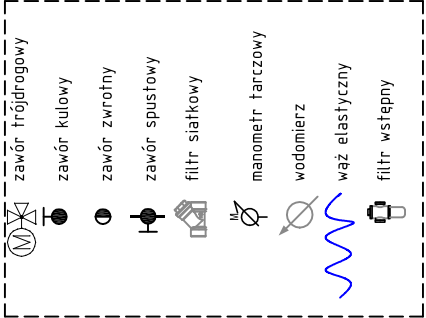 zawór trójdrogowy
zawór kulowy
zawór zwrotny
zawór spustowy
filtr siatkowy
manometr tarczowy
wodomierz
wąż elastyczny
filtr wstępny
M
M